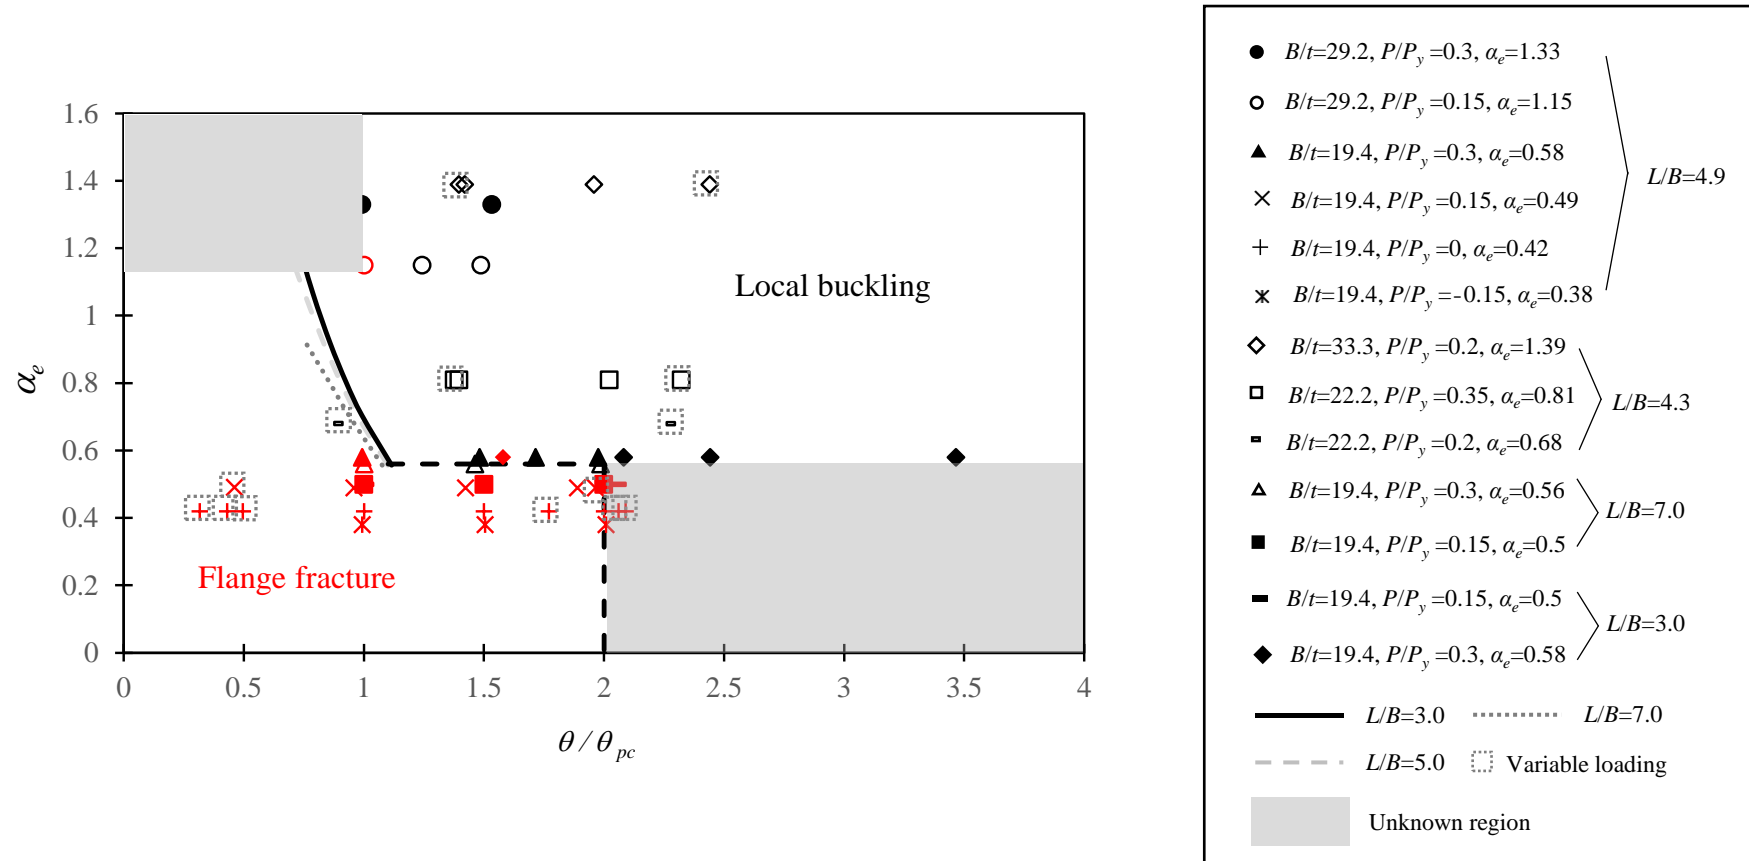 1.6
1.4
1.2
1
0.8
0.6
0.4
0.2
0
αe
0
0.5
1
1.5
2
2.5
3
3.5
4
θ / θpc
Local buckling
Flange fracture
B/t=29.2, P/Py=0.3, αe=1.33
B/t=29.2, P/Py=0.15, αe=1.15
B/t=19.4, P/Py=0.3, αe=0.58
B/t=19.4, P/Py=0.15, αe=0.49
B/t=19.4, P/Py=0, αe=0.42
B/t=19.4, P/Py=-0.15, αe=0.38
L/B=4.9
B/t=33.3, P/Py=0.2, αe=1.39
B/t=22.2, P/Py=0.35, αe=0.81
B/t=22.2, P/Py=0.2, αe=0.68
L/B=4.3
B/t=19.4, P/Py=0.3, αe=0.56
B/t=19.4, P/Py=0.15, αe=0.5
L/B=7.0
B/t=19.4, P/Py=0.15, αe=0.5
B/t=19.4, P/Py=0.3, αe=0.58
L/B=3.0
L/B=3.0
L/B=7.0
L/B=5.0
Variable loading
Unknown region